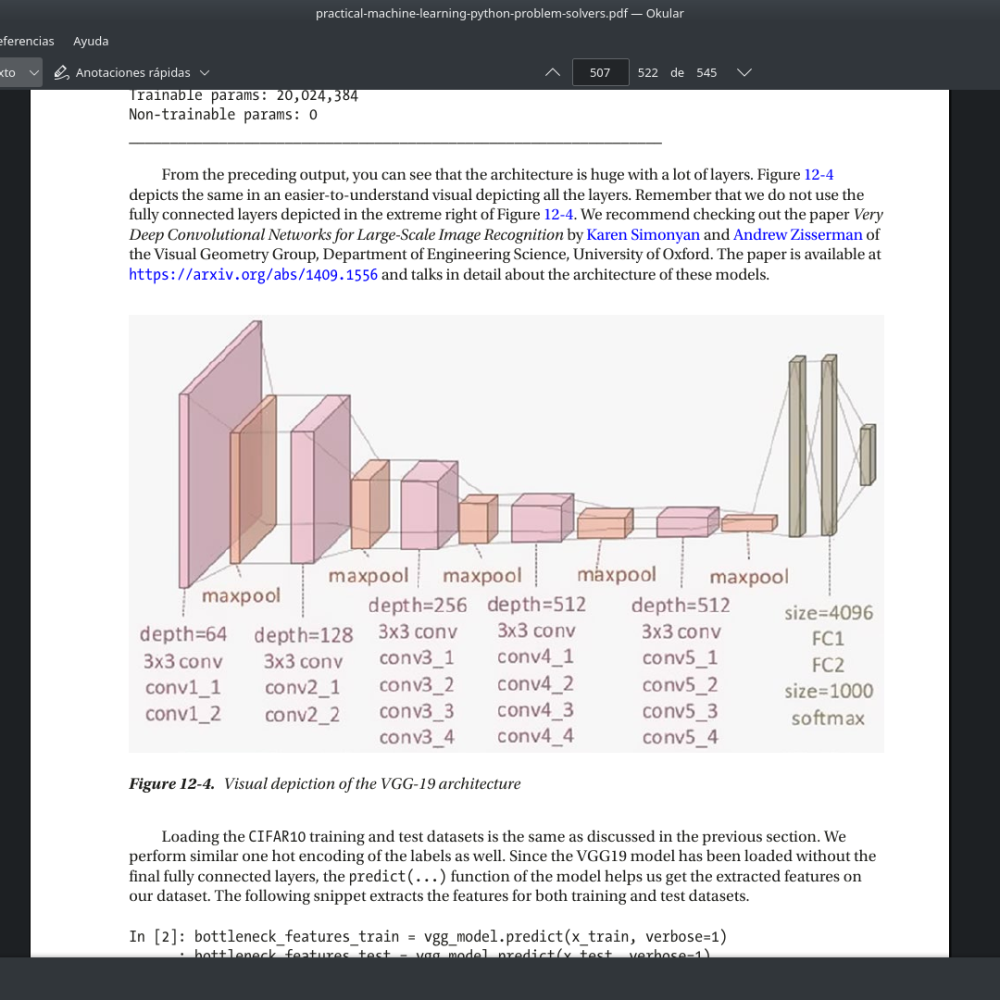 practical-machine-learning-python-problem-solvers.pdf — Okular
eferencias Ayuda
xto Anotaciones rápidas 507 522 de 545
Trainable params: 20,024,384
Non-trainable params: 0
From the preceding output, you can see that the architecture is huge with a lot of layers. Figure 12-4
depicts the same in an easier-to-understand visual depicting all the layers. Remember that we do not use the
fully connected layers depicted in the extreme right of Figure 12-4. We recommend checking out the paper Very
Deep Convolutional Networks for Large-Scale Image Recognition by Karen Simonyan and Andrew Zisserman of
the Visual Geometry Group, Department of Engineering Science, University of Oxford. The paper is available at
https://arxiv.org/abs/1409.1556 and talks in detail about the architecture of these models.
maxpool
maxpool
maxpool
maxpool
maxpool
depth=64
3x3 conv
conv1_1
conv1_2
depth=128
3x3 conv
conv2_1
conv2_2
depth=256
3x3 conv
conv3_1
conv3_2
conv3_3
conv3_4
depth=512
3x3 conv
conv4_1
conv4_2
conv4_3
conv4_4
depth=512
3x3 conv
conv5_1
conv5_2
conv5_3
conv5_4
size=4096
FC1
FC2
size=1000
softmax
Figure 12-4. Visual depiction of the VGG-19 architecture
Loading the CIFAR10 training and test datasets is the same as discussed in the previous section. We
perform similar one hot encoding of the labels as well. Since the VGG19 model has been loaded without the
final fully connected layers, the predict(...) function of the model helps us get the extracted features on
our dataset. The following snippet extracts the features for both training and test datasets.
In [2]: bottleneck_features_train = vgg_model.predict(x_train, verbose=1)
: bottleneck_features_test = vgg_model.predict(x_test, verbose=1)